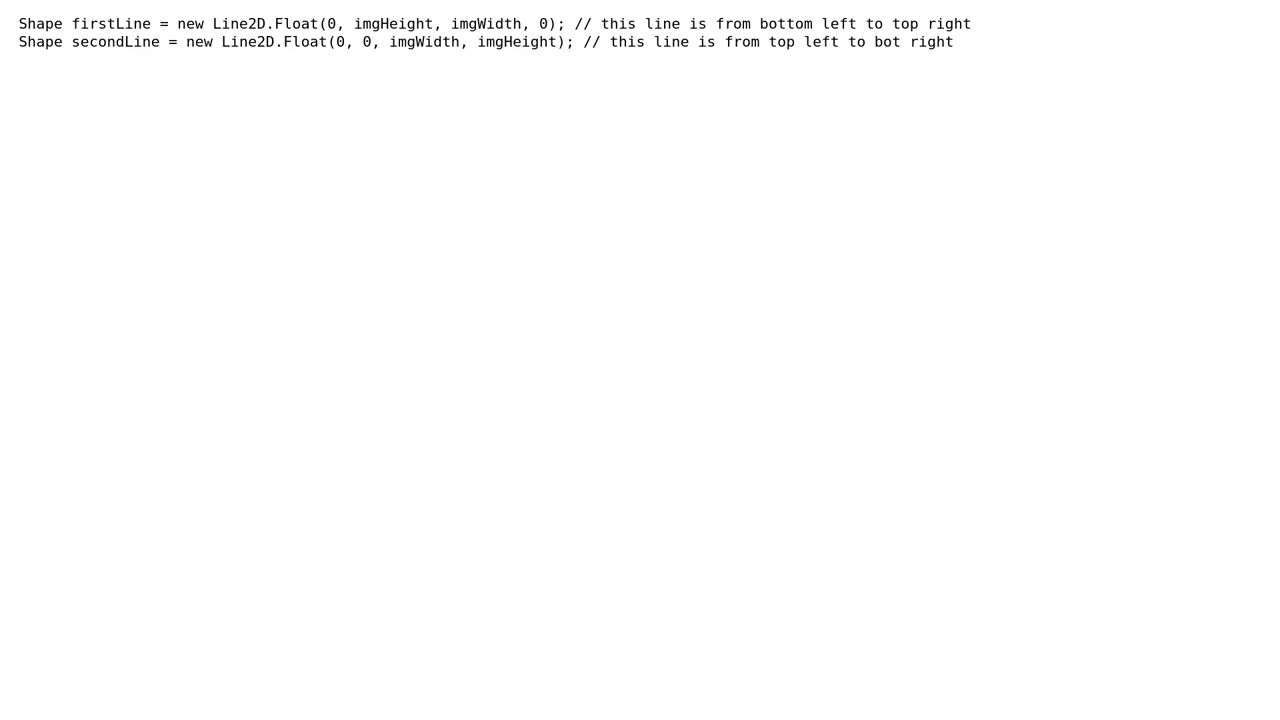 Shape firstLine = new Line2D.Float(0, imgHeight, imgWidth, 0); // this line is from bottom left to top right
Shape secondLine = new Line2D.Float(0, 0, imgWidth, imgHeight); // this line is from top left to bot right